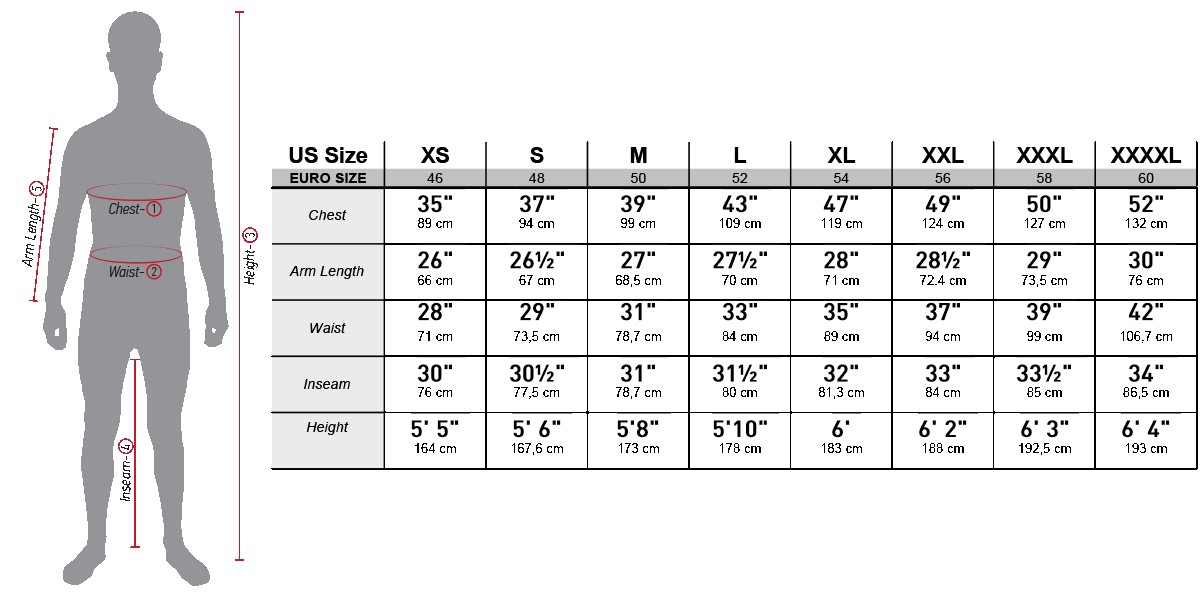 Arm Length-5
Chest-1
Waist-2
Height-3
Inseam-4
US Size XS S M L XL XXL XXXL XXXXL
EURO SIZE 46 48 50 52 54 56 58 60
Chest 35" 37" 39" 43" 47" 49" 50" 52"
89 cm 94 cm 99 cm 109 cm 119 cm 124 cm 127 cm 132 cm
Arm Length 26" 26½" 27" 27½" 28" 28½" 29" 30"
66 cm 67 cm 68,5 cm 70 cm 71 cm 72.4 cm 73,5 cm 76 cm
Waist 28" 29" 31" 33" 35" 37" 39" 42"
71 cm 73,5 cm 78,7 cm 84 cm 89 cm 94 cm 99 cm 106,7 cm
Inseam 30" 30½" 31" 31½" 32" 33" 33½" 34"
76 cm 77,5 cm 78,7 cm 80 cm 81,3 cm 84 cm 85 cm 86,5 cm
Height 5' 5" 5' 6" 5'8" 5'10" 6' 6' 2" 6' 3" 6' 4"
164 cm 167,6 cm 173 cm 178 cm 183 cm 188 cm 192,5 cm 193 cm